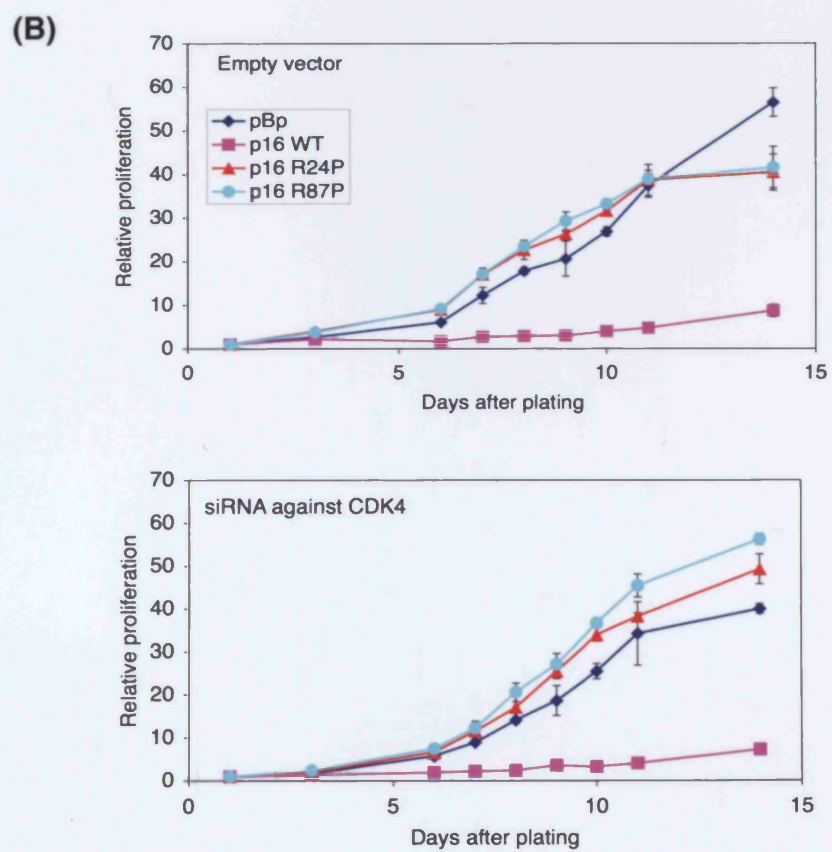 (B)
Empty vector
pBp
p16 WT
p16 R24P
p16 R87P
Relative proliferation
70
60
50
40
30
20
10
0
0
5
10
15
Days after plating
siRNA against CDK4
Relative proliferation
70
60
50
40
30
20
10
0
0
5
10
15
Days after plating